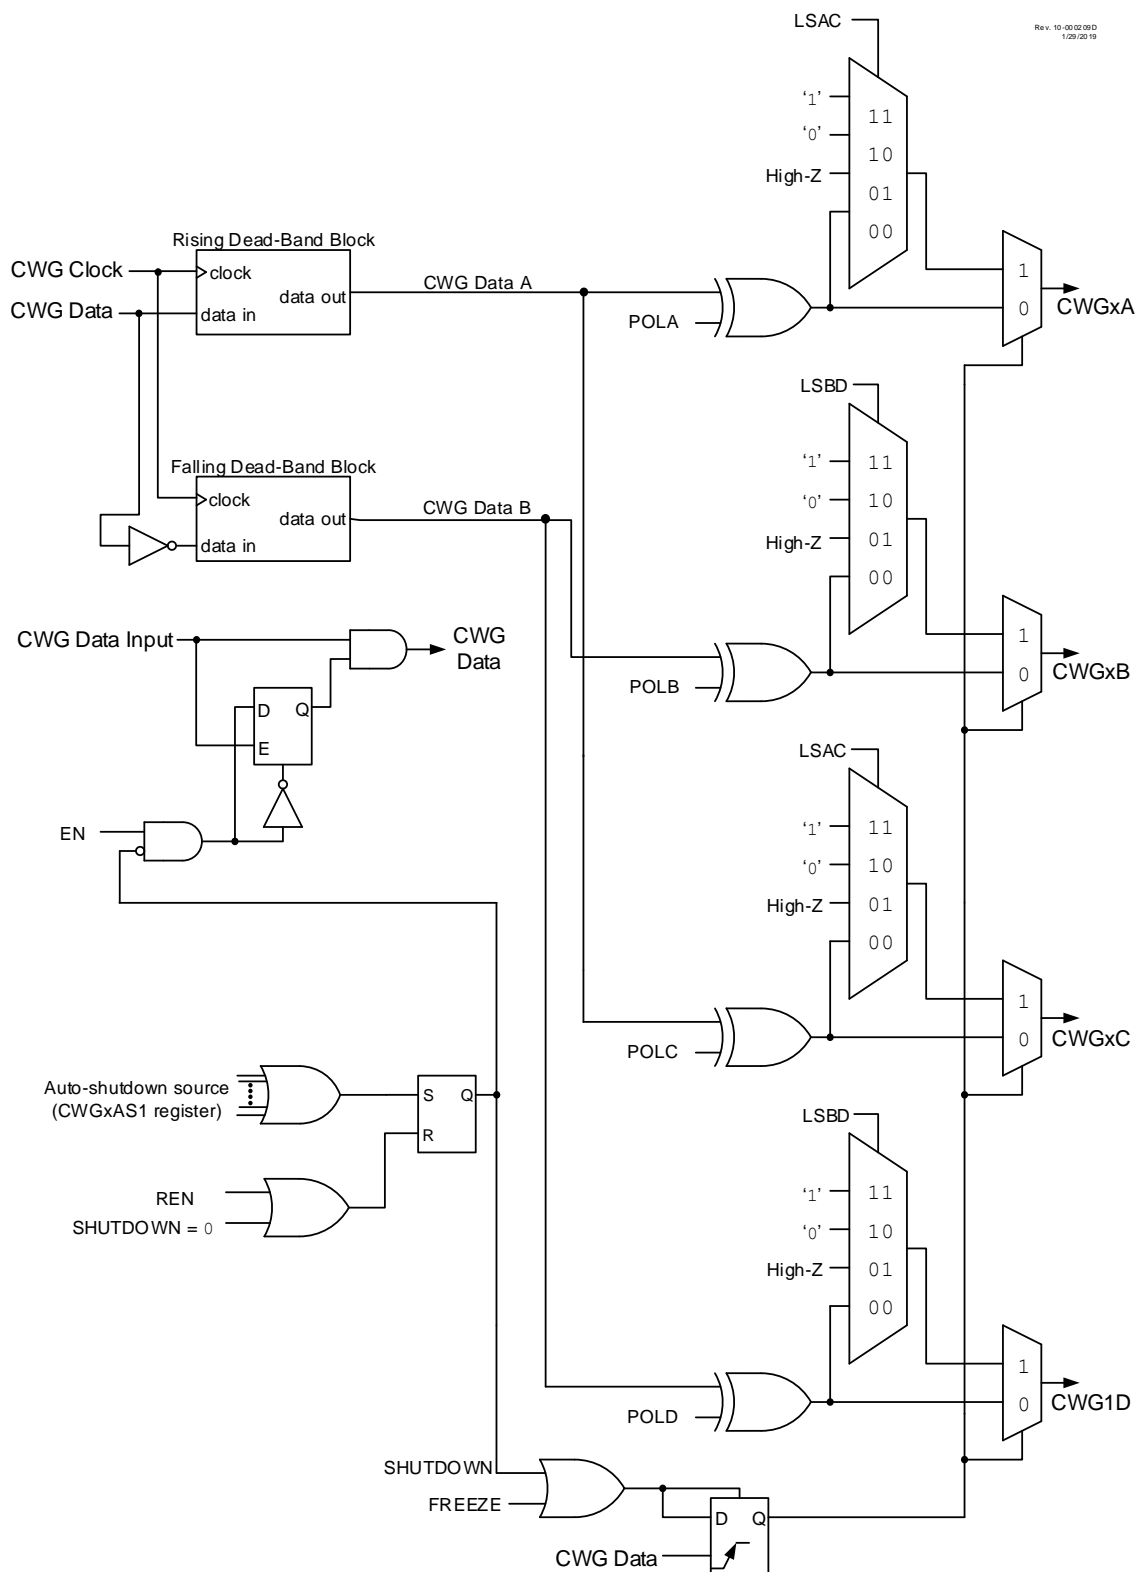 LSAC
Rev. 10-000209D
1/29/2019
‘1’
11
‘0’
10
High-Z
01
00
Rising Dead-Band Block
CWG Clock
clock
CWG Data A
1
data out
CWG Data
data in
0
CWGxA
POLA
LSBD
‘1’
11
Falling Dead-Band Block
clock
‘0’
10
CWG Data B
data out
High-Z
01
data in
00
CWG Data Input
CWG
Data
1
0
CWGxB
POLB
D
Q
E
LSAC
EN
‘1’
11
‘0’
10
High-Z
01
00
1
0
CWGxC
POLC
Auto-shutdown source
(CWGxAS1 register)
S
Q
R
LSBD
REN
SHUTDOWN = 0
‘1’
11
‘0’
10
High-Z
01
00
1
0
CWG1D
POLD
SHUTDOWN
FREEZE
D
Q
CWG Data